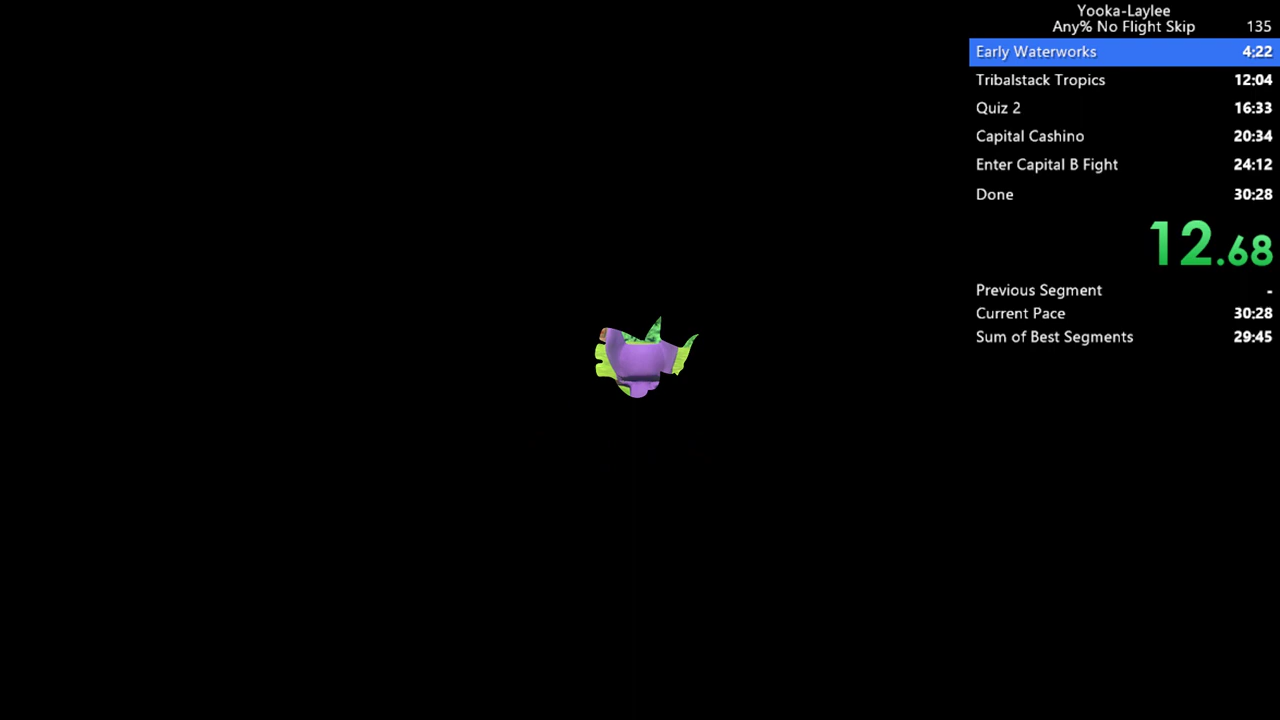 Yooka-Laylee
Any% No Flight Skip 135
Early Waterworks 4:22
Tribalstack Tropics 12:04
Quiz 2 16:33
Capital Cashino 20:34
Enter Capital B Fight 24:12
Done 30:28
12.68
Previous Segment -
Current Pace 30:28
Sum of Best Segments 29:45